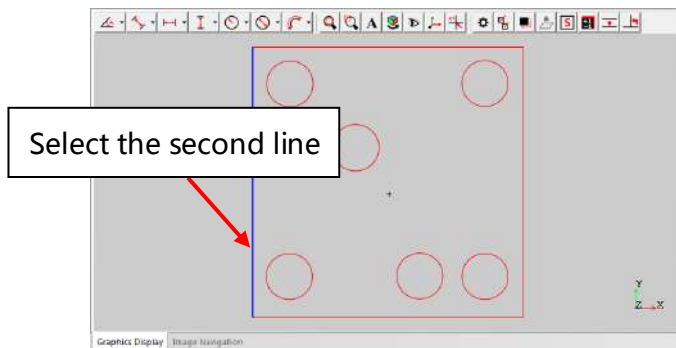 A
S
Select the second line
Y
Z X
Graphics Display Image Navigation